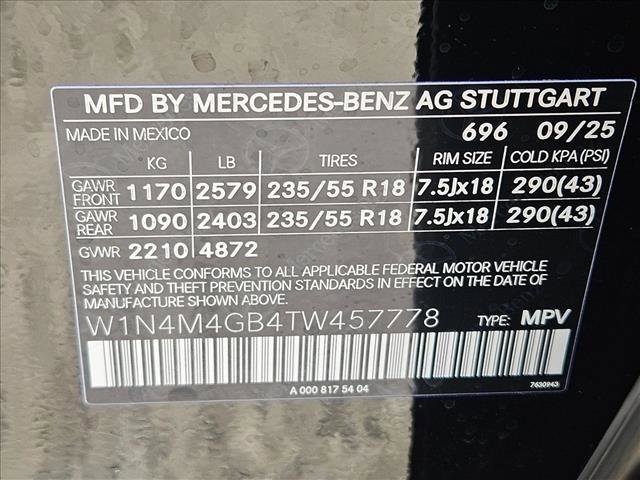 MFD BY MERCEDES-BENZ AG STUTTGART
MADE IN MEXICO 696 09/25
KG LB TIRES RIM SIZE COLD KPA (PSI)
GAWR FRONT 1170 2579 235/55 R18 7.5Jx18 290(43)
GAWR REAR 1090 2403 235/55 R18 7.5Jx18 290(43)
GVWR 2210 4872
THIS VEHICLE CONFORMS TO ALL APPLICABLE FEDERAL MOTOR VEHICLE
SAFETY AND THEFT PREVENTION STANDARDS IN EFFECT ON THE DATE OF
MANUFACTURE SHOWN ABOVE.
W1N4M4GB4TW457778 TYPE: MPV
A 000 817 54 04 7630943